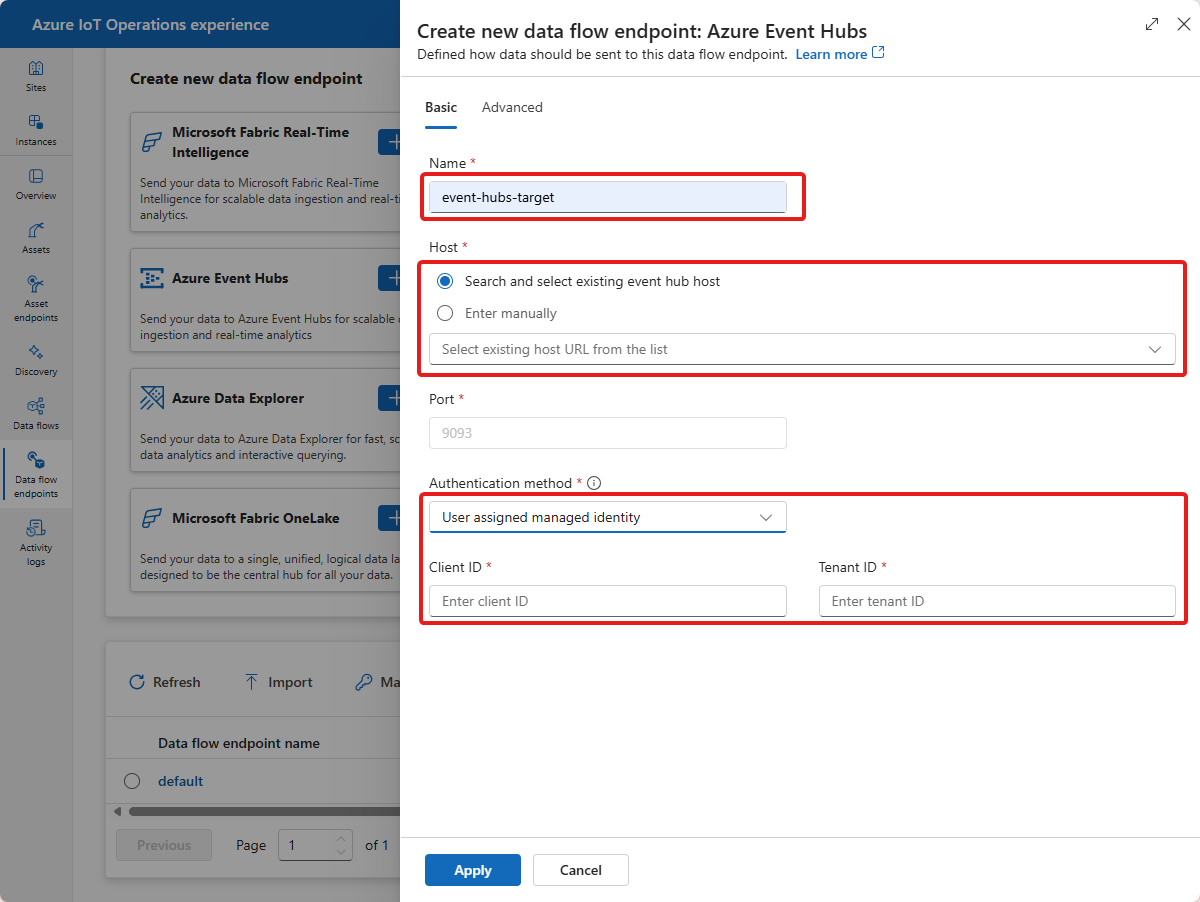 Azure IoT Operations experience
Sites
Instances
Overview
Assets
Asset
endpoints
Discovery
Data flows
Data flow
endpoints
Activity
logs
Create new data flow endpoint
Microsoft Fabric Real-Time
Intelligence
Send your data to Microsoft Fabric Real-Time
Intelligence for scalable data ingestion and real-ti
analytics.
Azure Event Hubs
Send your data to Azure Event Hubs for scalable
ingestion and real-time analytics
Azure Data Explorer
Send your data to Azure Data Explorer for fast, sc
data analytics and interactive querying.
Microsoft Fabric OneLake
Send your data to a single, unified, logical data la
designed to be the central hub for all your data.
Refresh Import Ma
Data flow endpoint name
default
Previous Page 1 of 1
Create new data flow endpoint: Azure Event Hubs
Defined how data should be sent to this data flow endpoint. Learn more
Basic Advanced
Name *
event-hubs-target
Host *
Search and select existing event hub host
Enter manually
Select existing host URL from the list
Port *
9093
Authentication method *
User assigned managed identity
Client ID * Tenant ID *
Enter client ID Enter tenant ID
Apply Cancel